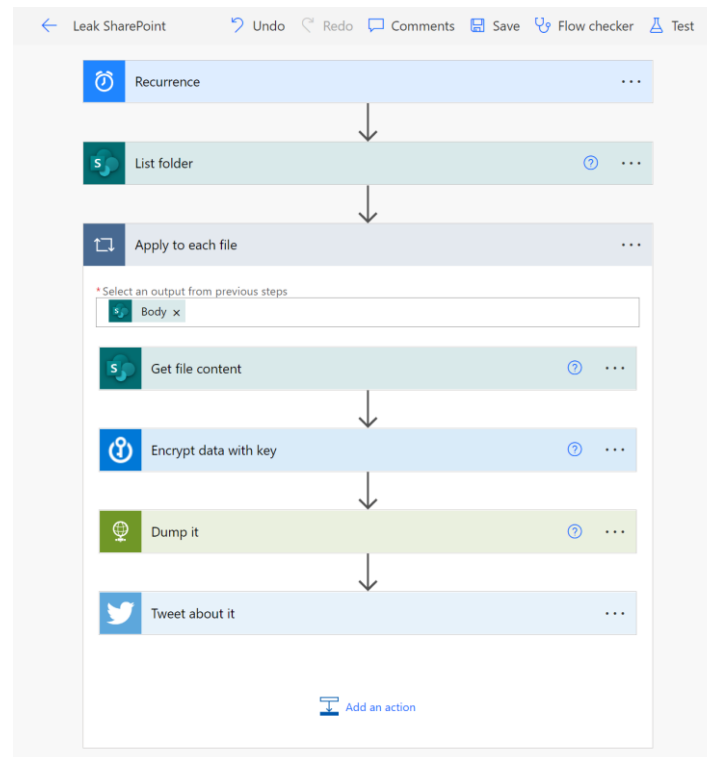 Leak SharePoint Undo Redo Comments Save Flow checker Test
Recurrence
List folder
Apply to each file
* Select an output from previous steps
Body
Get file content
Encrypt data with key
Dump it
Tweet about it
Add an action